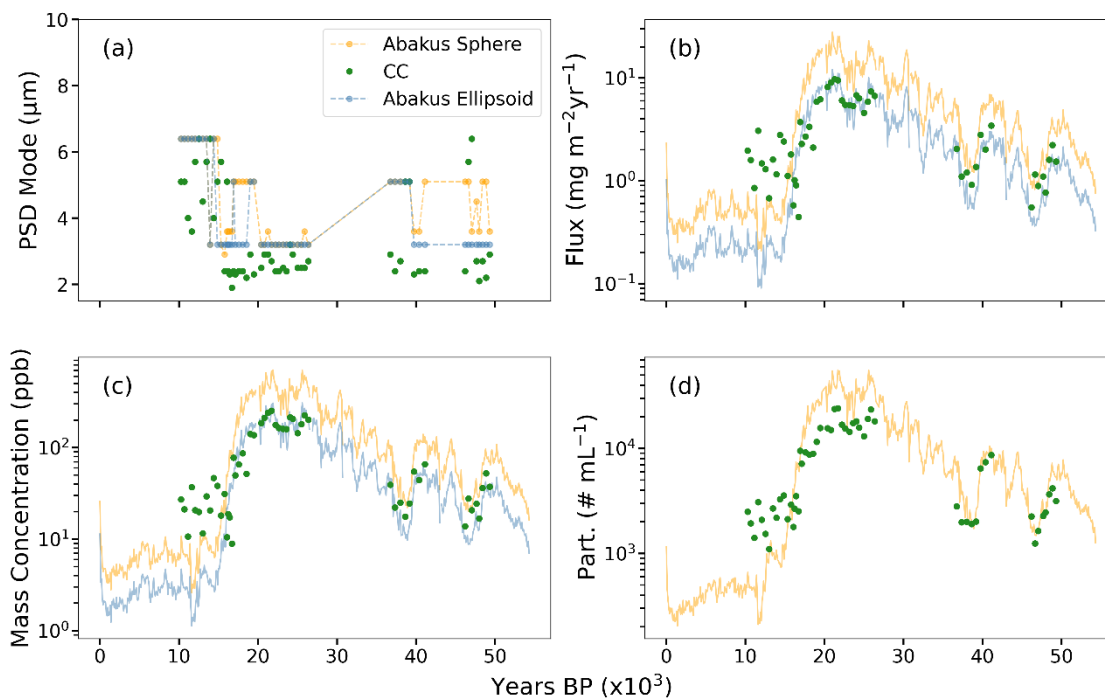 (a)
Abakus Sphere
CC
Abakus Ellipsoid
PSD Mode (μm)
10
8
6
4
2
(b)
Flux (mg m⁻²yr⁻¹)
10¹
10⁰
10⁻¹
(c)
Mass Concentration (ppb)
10²
10¹
10⁰
0 10 20 30 40 50
(d)
Part. (# mL⁻¹)
10⁴
10³
0 10 20 30 40 50
Years BP (x10³)